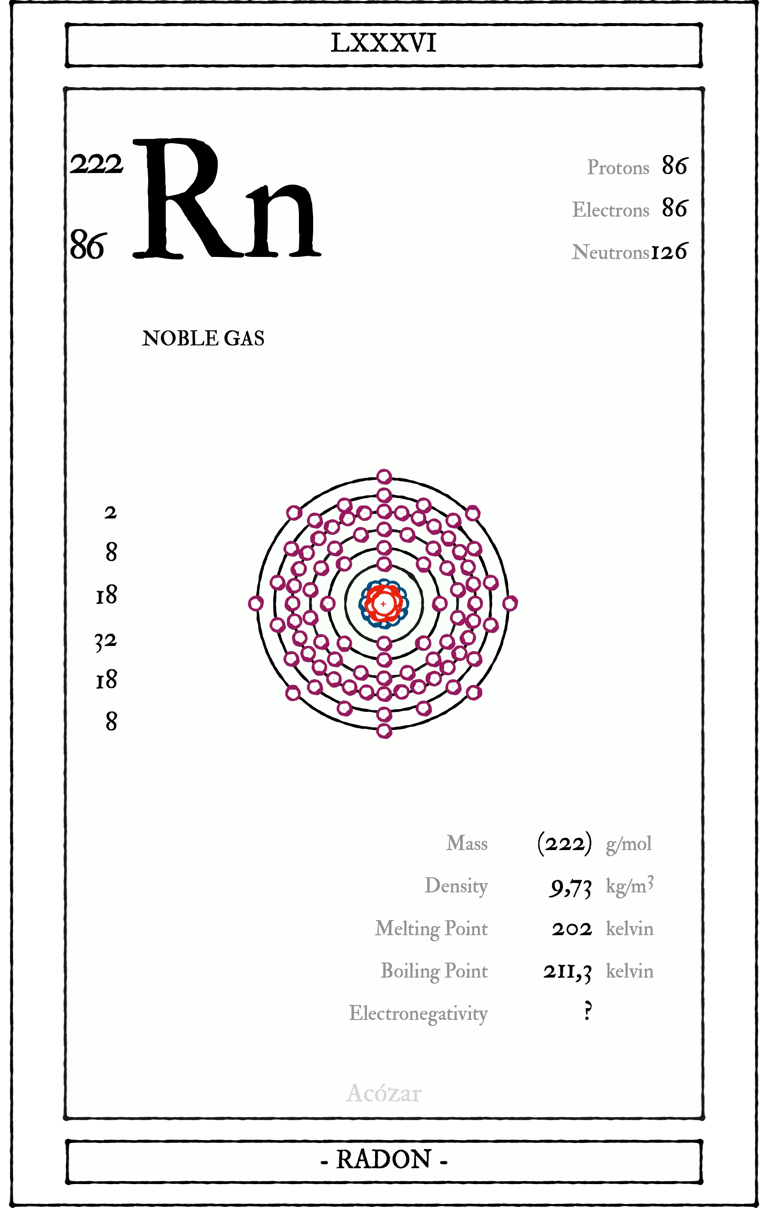 LXXXVI
222
Rn
86
Protons 86
Electrons 86
Neutrons 126
NOBLE GAS
2
8
18
32
18
8
+
Mass (222) g/mol
Density 9,73 kg/m³
Melting Point 202 kelvin
Boiling Point 211,3 kelvin
Electronegativity ?
Acózar
- RADON -